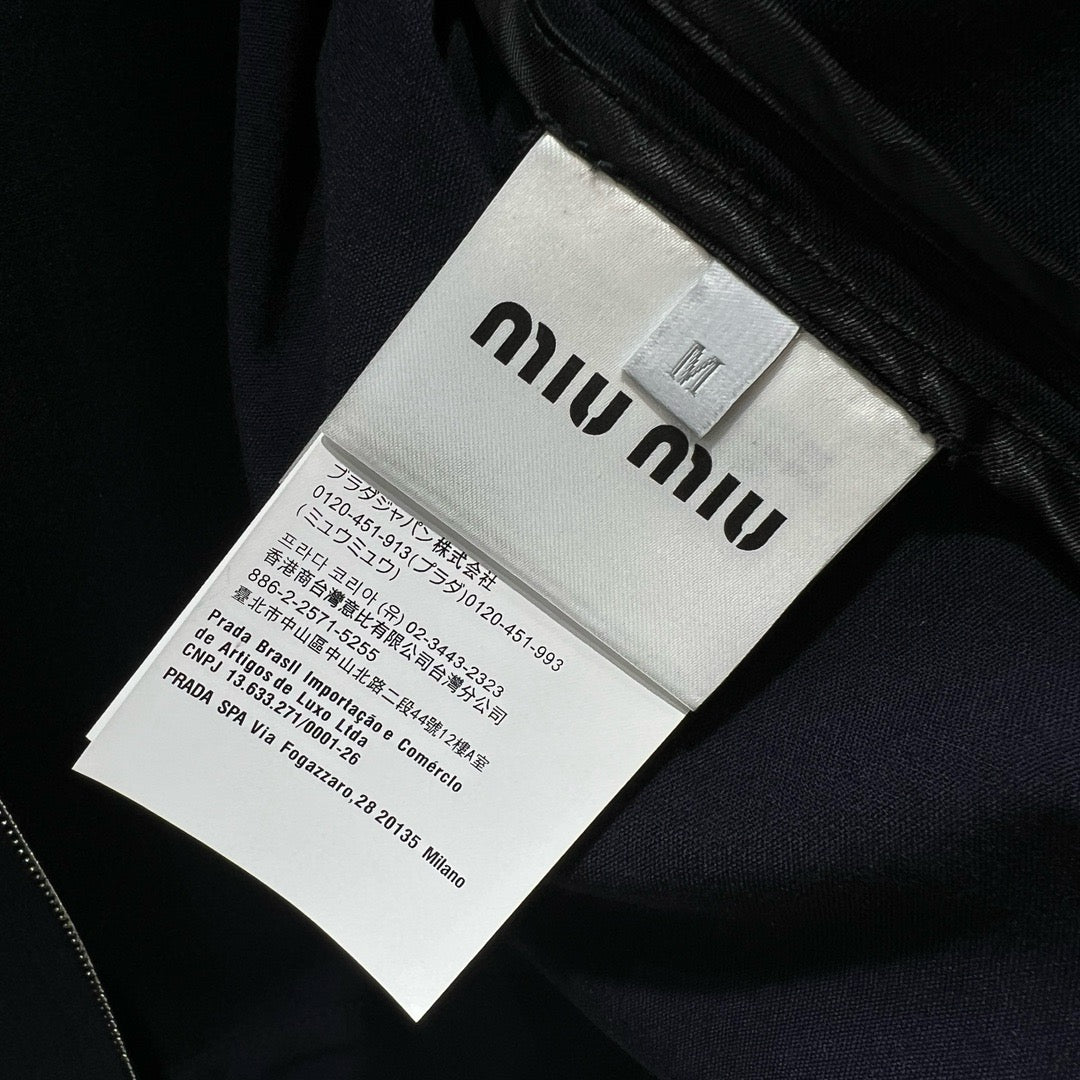 M
miu miu
プラダジャパン株式会社
0120-451-913(プラダ)0120-451-993
(ミュウミュウ)
프라다 코리아 (유) 02-3443-2323
香港商台灣意比有限公司台灣分公司
886-2-2571-5255
臺北市中山區中山北路二段44號12樓A室
Prada Brasil Importação e Comércio
de Artigos de Luxo Ltda
CNPJ 13.633.271/0001-26
PRADA SPA Via Fogazzaro,28 20135 Milano